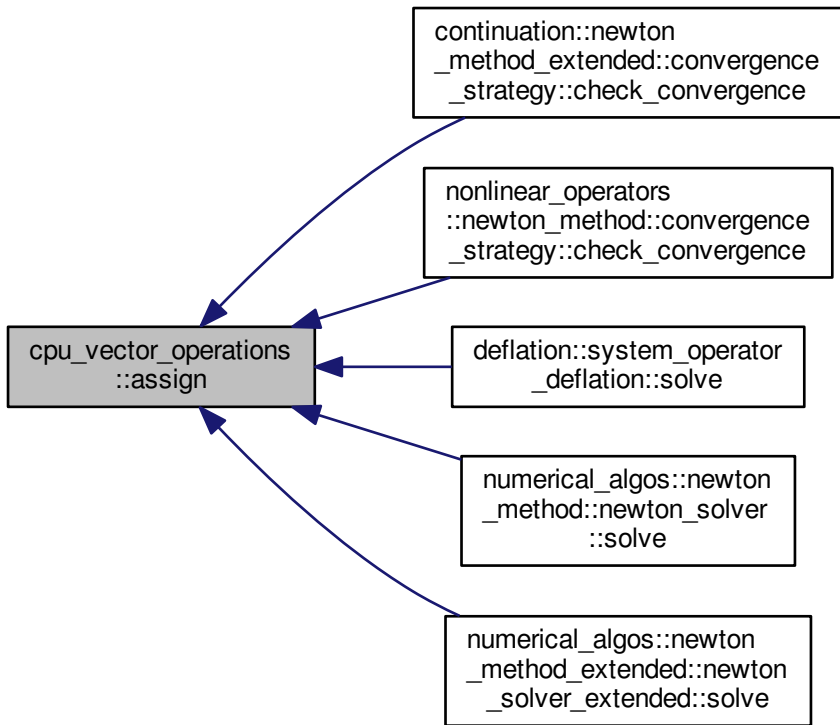 continuation::newton
_method_extended::convergence
_strategy::check_convergence
nonlinear_operators
::newton_method::convergence
_strategy::check_convergence
cpu_vector_operations
::assign
deflation::system_operator
_deflation::solve
numerical_algos::newton
_method::newton_solver
::solve
numerical_algos::newton
_method_extended::newton
_solver_extended::solve